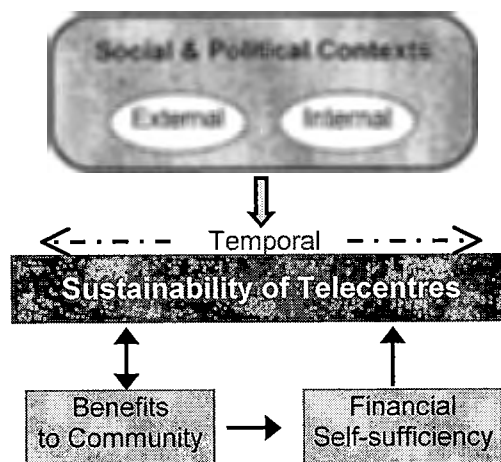 Social & Political Contexts
External Internal
Temporal
Sustainability of Telecentres
Benefits
to Community
Financial
Self-sufficiency